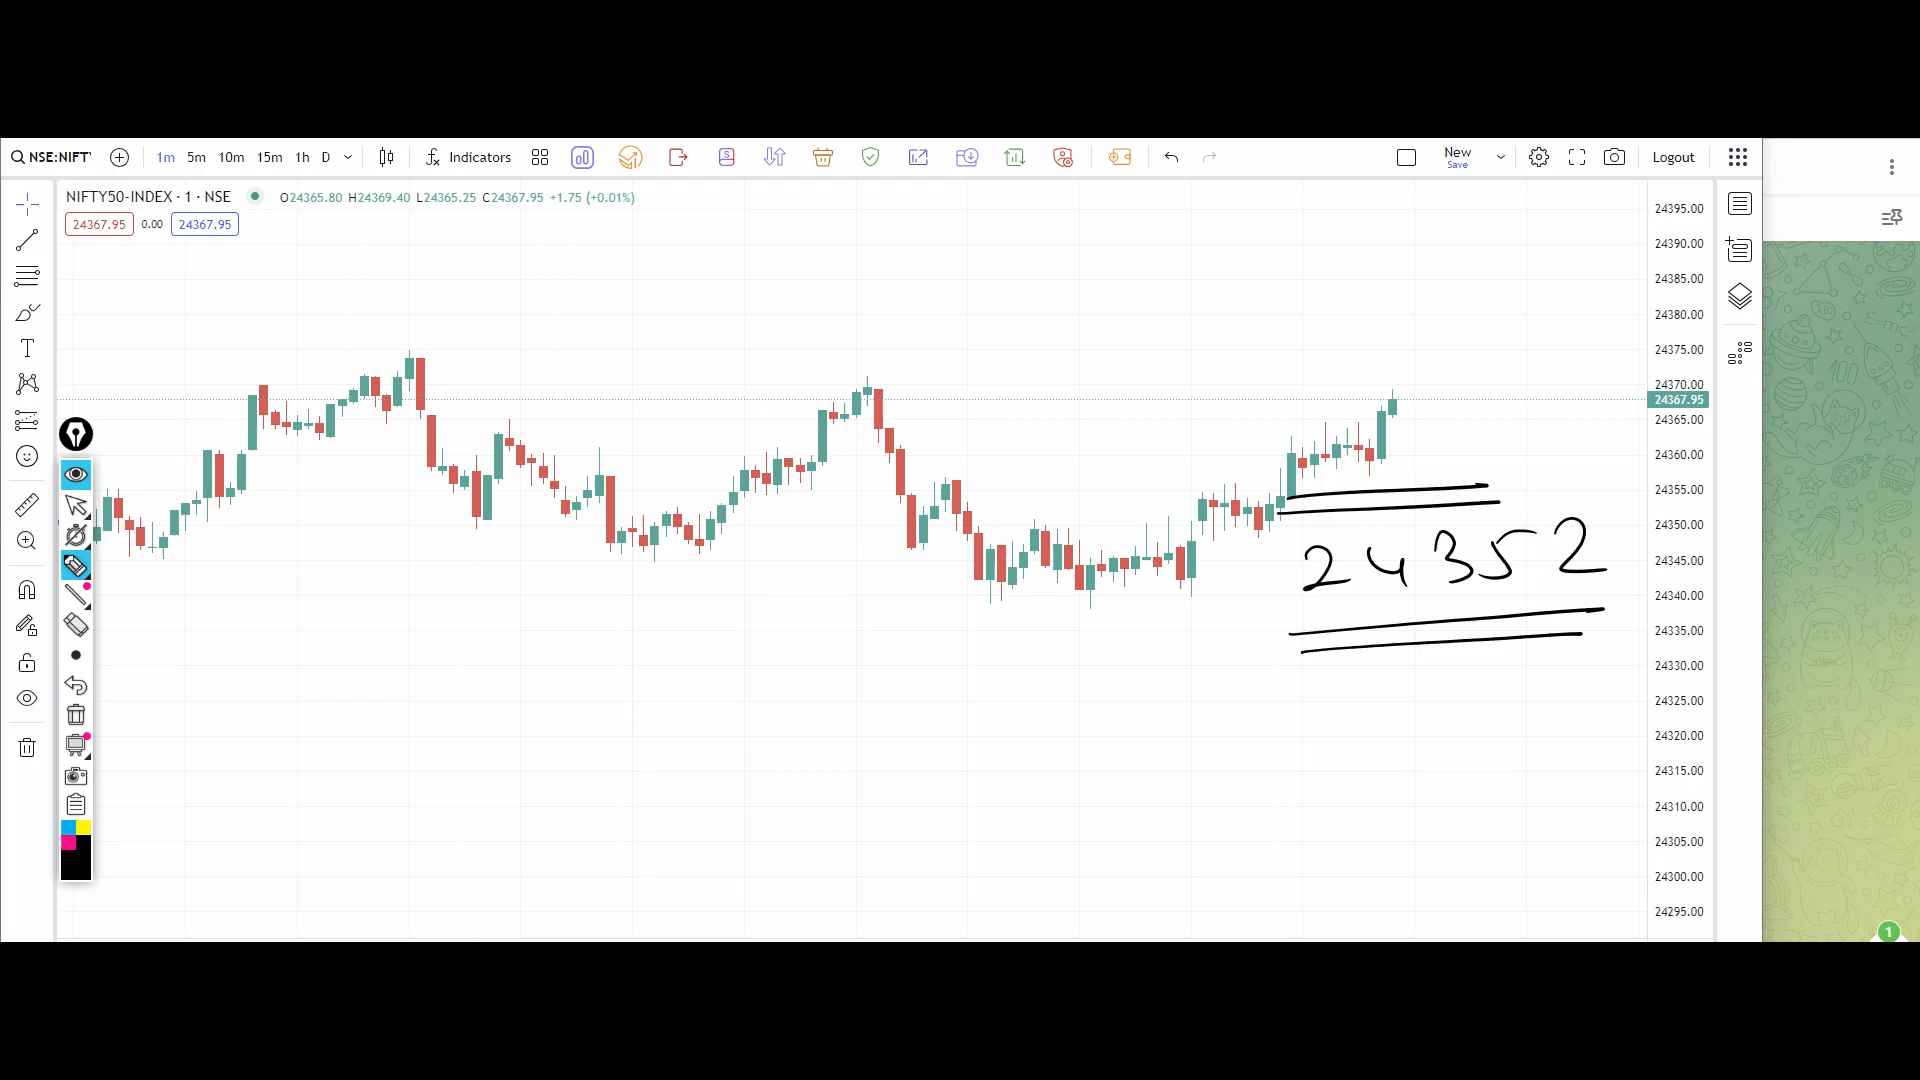 NSE:NIFTY
1m 5m 10m 15m 1h D
Indicators
New
Save
Logout
NIFTY50-INDEX · 1 · NSE
O24365.80 H24369.40 L24365.25 C24367.95 +1.75 (+0.01%)
24367.95 0.00 24367.95
24395.00
24390.00
24385.00
24380.00
24375.00
24370.00
24367.95
24365.00
24360.00
24355.00
24350.00
24345.00
24340.00
24335.00
24330.00
24325.00
24320.00
24315.00
24310.00
24305.00
24300.00
24295.00
24352
1